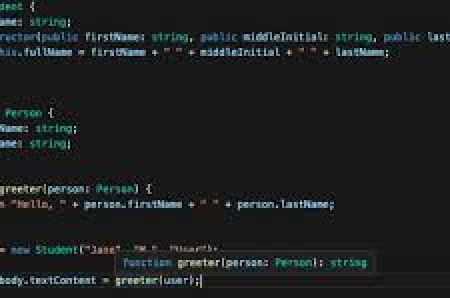 dent {
ame: string;
ructor(public firstName: string, public middleInitial: string, public last
his.fullName = firstName + " " + middleInitial + " " + lastName;
Person {
Name: string;
ame: string;
greeter(person: Person) {
n "Hello, " + person.firstName + " " + person.lastName;
= new Student("Jane", "M.", "User");
function greeter(person: Person): string
body.textContent = greeter(user);